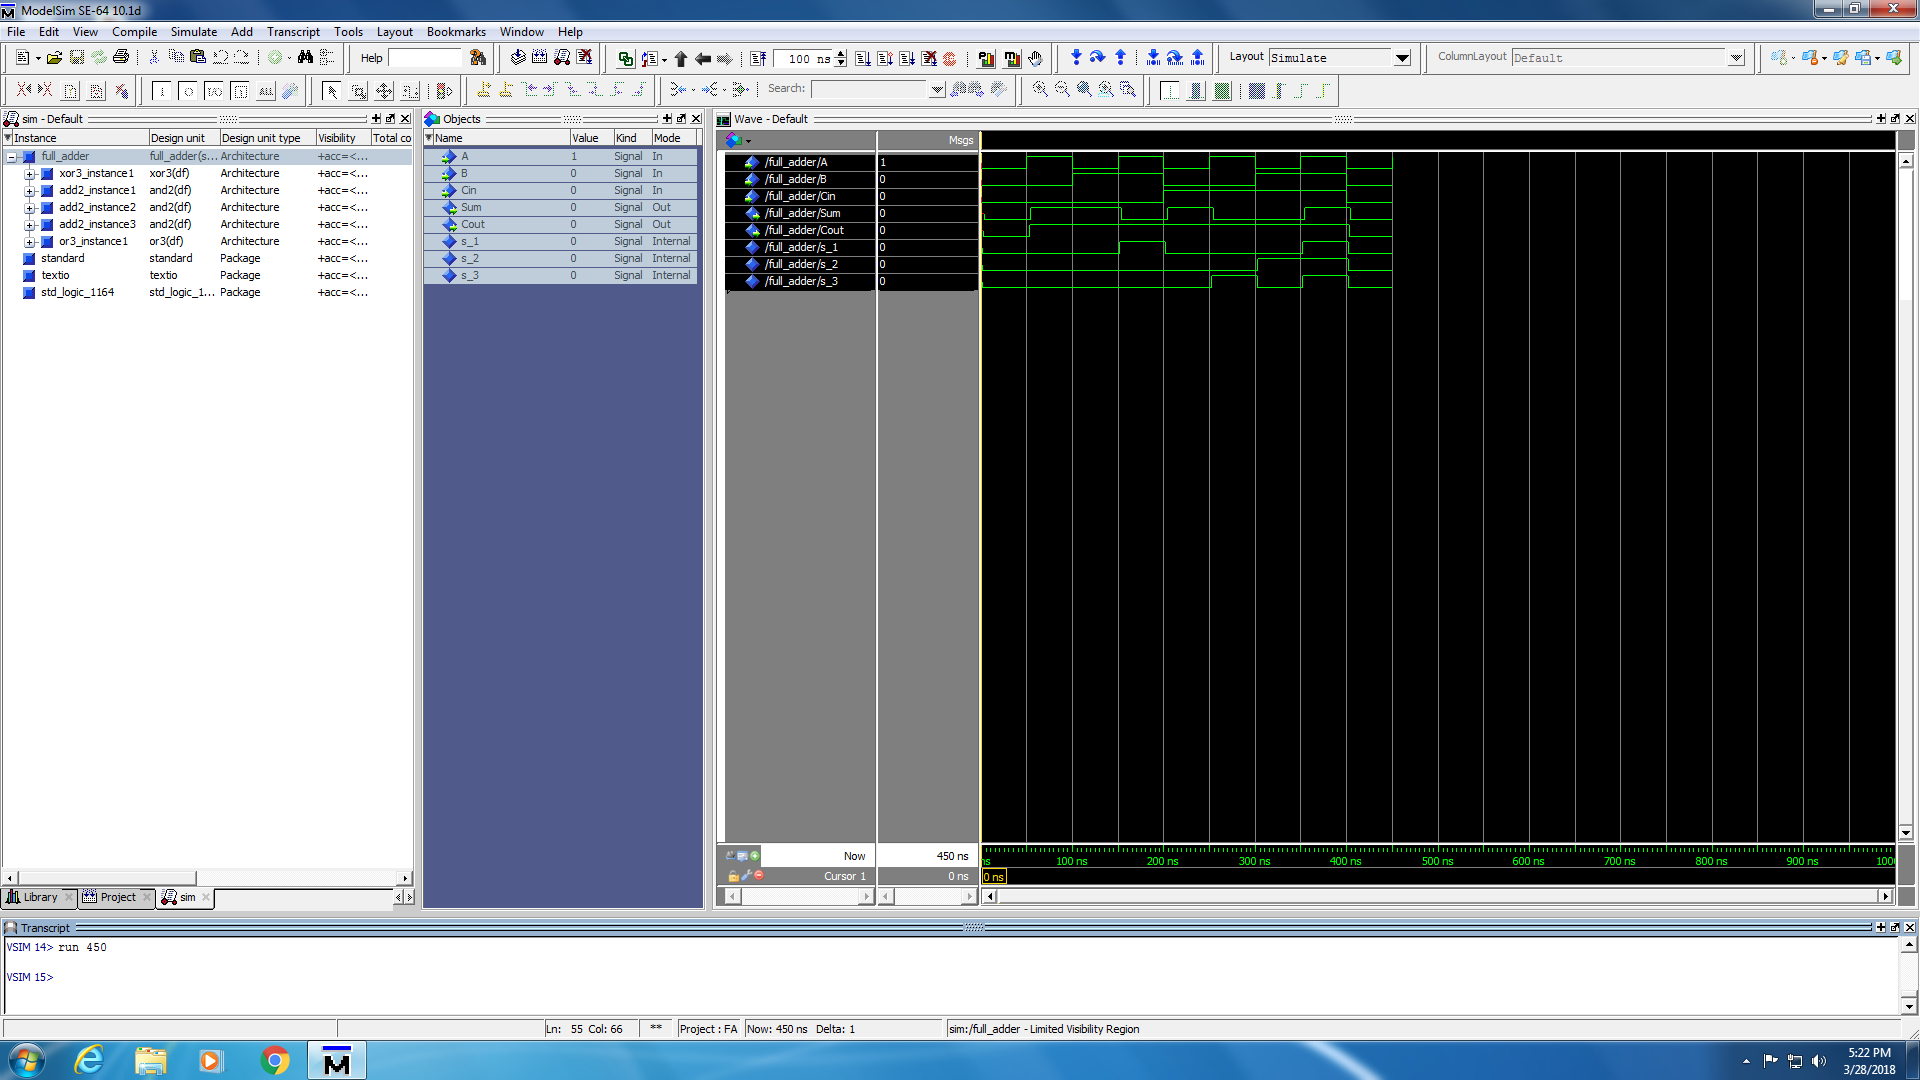 ModelSim SE-64 10.1d
File Edit View Compile Simulate Add Transcript Tools Layout Bookmarks Window Help
Help
100 ns
Layout Simulate
ColumnLayout Default
Search:
sim - Default
Instance Design unit Design unit type Visibility Total co
full_adder full_adder(s... Architecture +acc=<...
xor3_instance1 xor3(df) Architecture +acc=<...
add2_instance1 and2(df) Architecture +acc=<...
add2_instance2 and2(df) Architecture +acc=<...
add2_instance3 and2(df) Architecture +acc=<...
or3_instance1 or3(df) Architecture +acc=<...
standard standard Package +acc=<...
textio textio Package +acc=<...
std_logic_1164 std_logic_1... Package +acc=<...
Library Project sim
Objects
Name Value Kind Mode
A 1 Signal In
B 0 Signal In
Cin 0 Signal In
Sum 0 Signal Out
Cout 0 Signal Out
s_1 0 Signal Internal
s_2 0 Signal Internal
s_3 0 Signal Internal
Wave - Default
Msgs
/full_adder/A 1
/full_adder/B 0
/full_adder/Cin 0
/full_adder/Sum 0
/full_adder/Cout 0
/full_adder/s_1 0
/full_adder/s_2 0
/full_adder/s_3 0
Now 450 ns
ns 100 ns 200 ns 300 ns 400 ns 500 ns 600 ns 700 ns 800 ns 900 ns 1000
Cursor 1 0 ns
0 ns
Transcript
VSIM 14> run 450
VSIM 15>
Ln: 55 Col: 66 ** Project : FA Now: 450 ns Delta: 1 sim:/full_adder - Limited Visibility Region
5:22 PM
3/28/2018